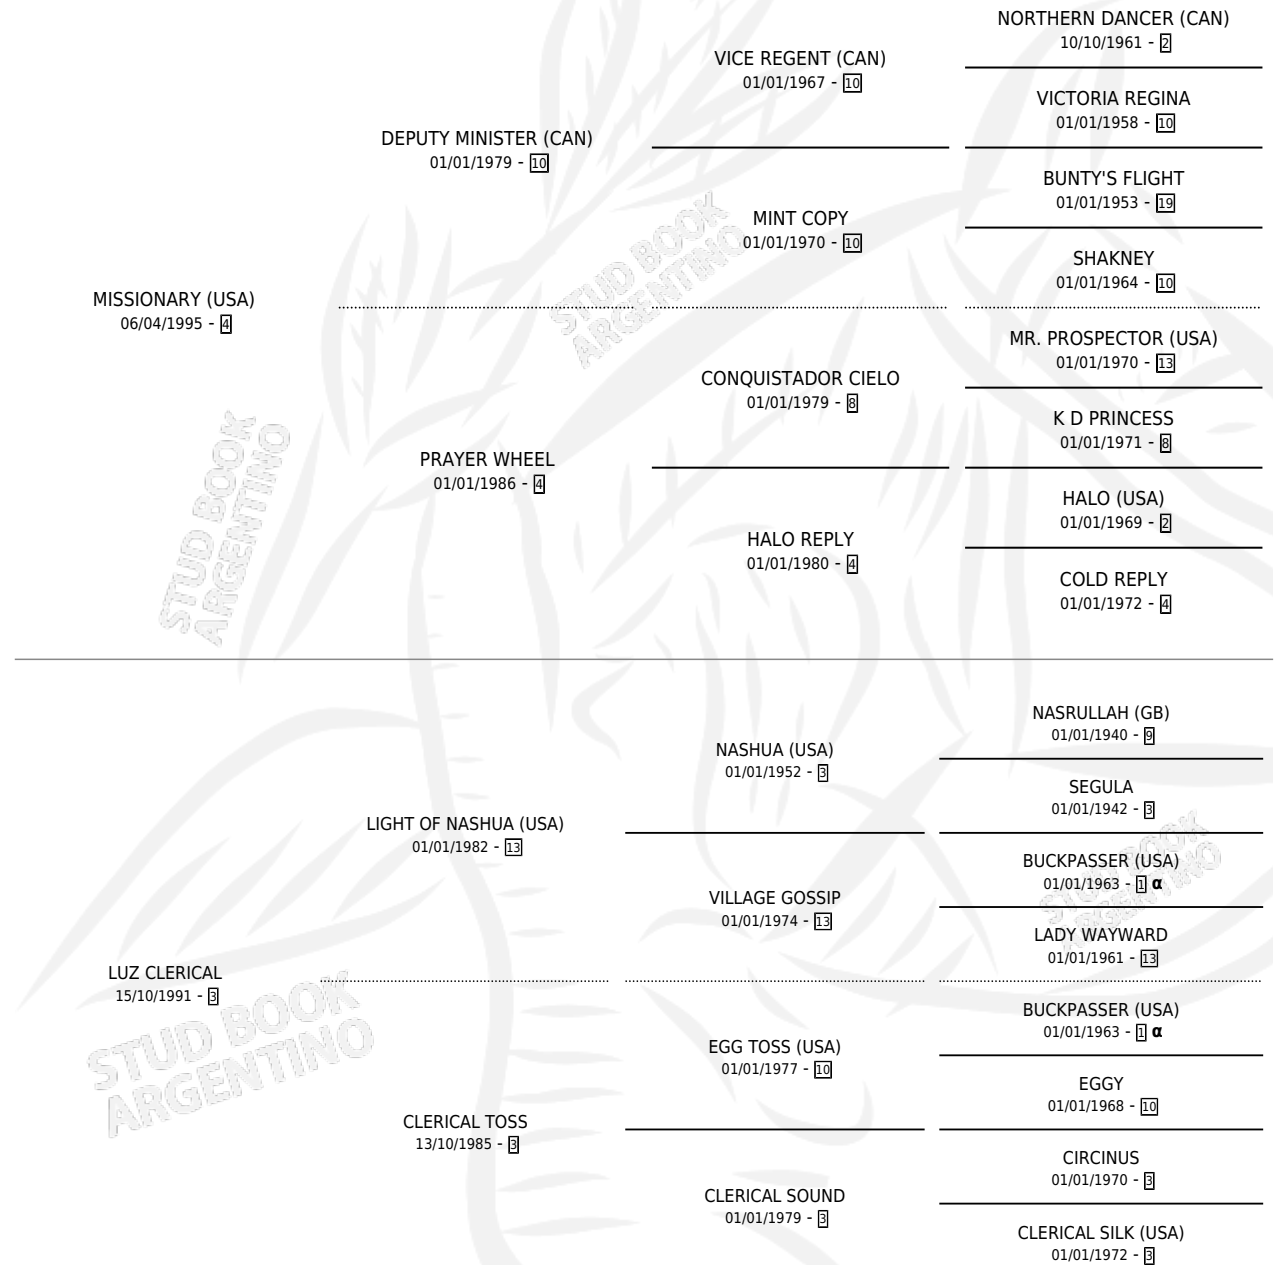 NORTHERN DANCER (CAN)
10/10/1961 - 2
VICE REGENT (CAN)
01/01/1967 - 10
VICTORIA REGINA
01/01/1958 - 10
DEPUTY MINISTER (CAN)
01/01/1979 - 10
BUNTY'S FLIGHT
01/01/1953 - 19
MINT COPY
01/01/1970 - 10
SHAKNEY
01/01/1964 - 10
MISSIONARY (USA)
06/04/1995 - 4
MR. PROSPECTOR (USA)
01/01/1970 - 13
CONQUISTADOR CIELO
01/01/1979 - 8
K D PRINCESS
01/01/1971 - 8
PRAYER WHEEL
01/01/1986 - 4
HALO (USA)
01/01/1969 - 2
HALO REPLY
01/01/1980 - 4
COLD REPLY
01/01/1972 - 4
NASRULLAH (GB)
01/01/1940 - 9
NASHUA (USA)
01/01/1952 - 3
SEGULA
01/01/1942 - 3
LIGHT OF NASHUA (USA)
01/01/1982 - 13
BUCKPASSER (USA)
01/01/1963 - 1 α
VILLAGE GOSSIP
01/01/1974 - 13
LADY WAYWARD
01/01/1961 - 13
LUZ CLERICAL
15/10/1991 - 3
BUCKPASSER (USA)
01/01/1963 - 1 α
EGG TOSS (USA)
01/01/1977 - 10
EGGY
01/01/1968 - 10
CLERICAL TOSS
13/10/1985 - 3
CIRCINUS
01/01/1970 - 3
CLERICAL SOUND
01/01/1979 - 3
CLERICAL SILK (USA)
01/01/1972 - 3
STUD BOOK
ARGENTINO
STUD BOOK
ARGENTINO
STUD BOOK
ARGENTINO
STUD BOOK
ARGENTINO